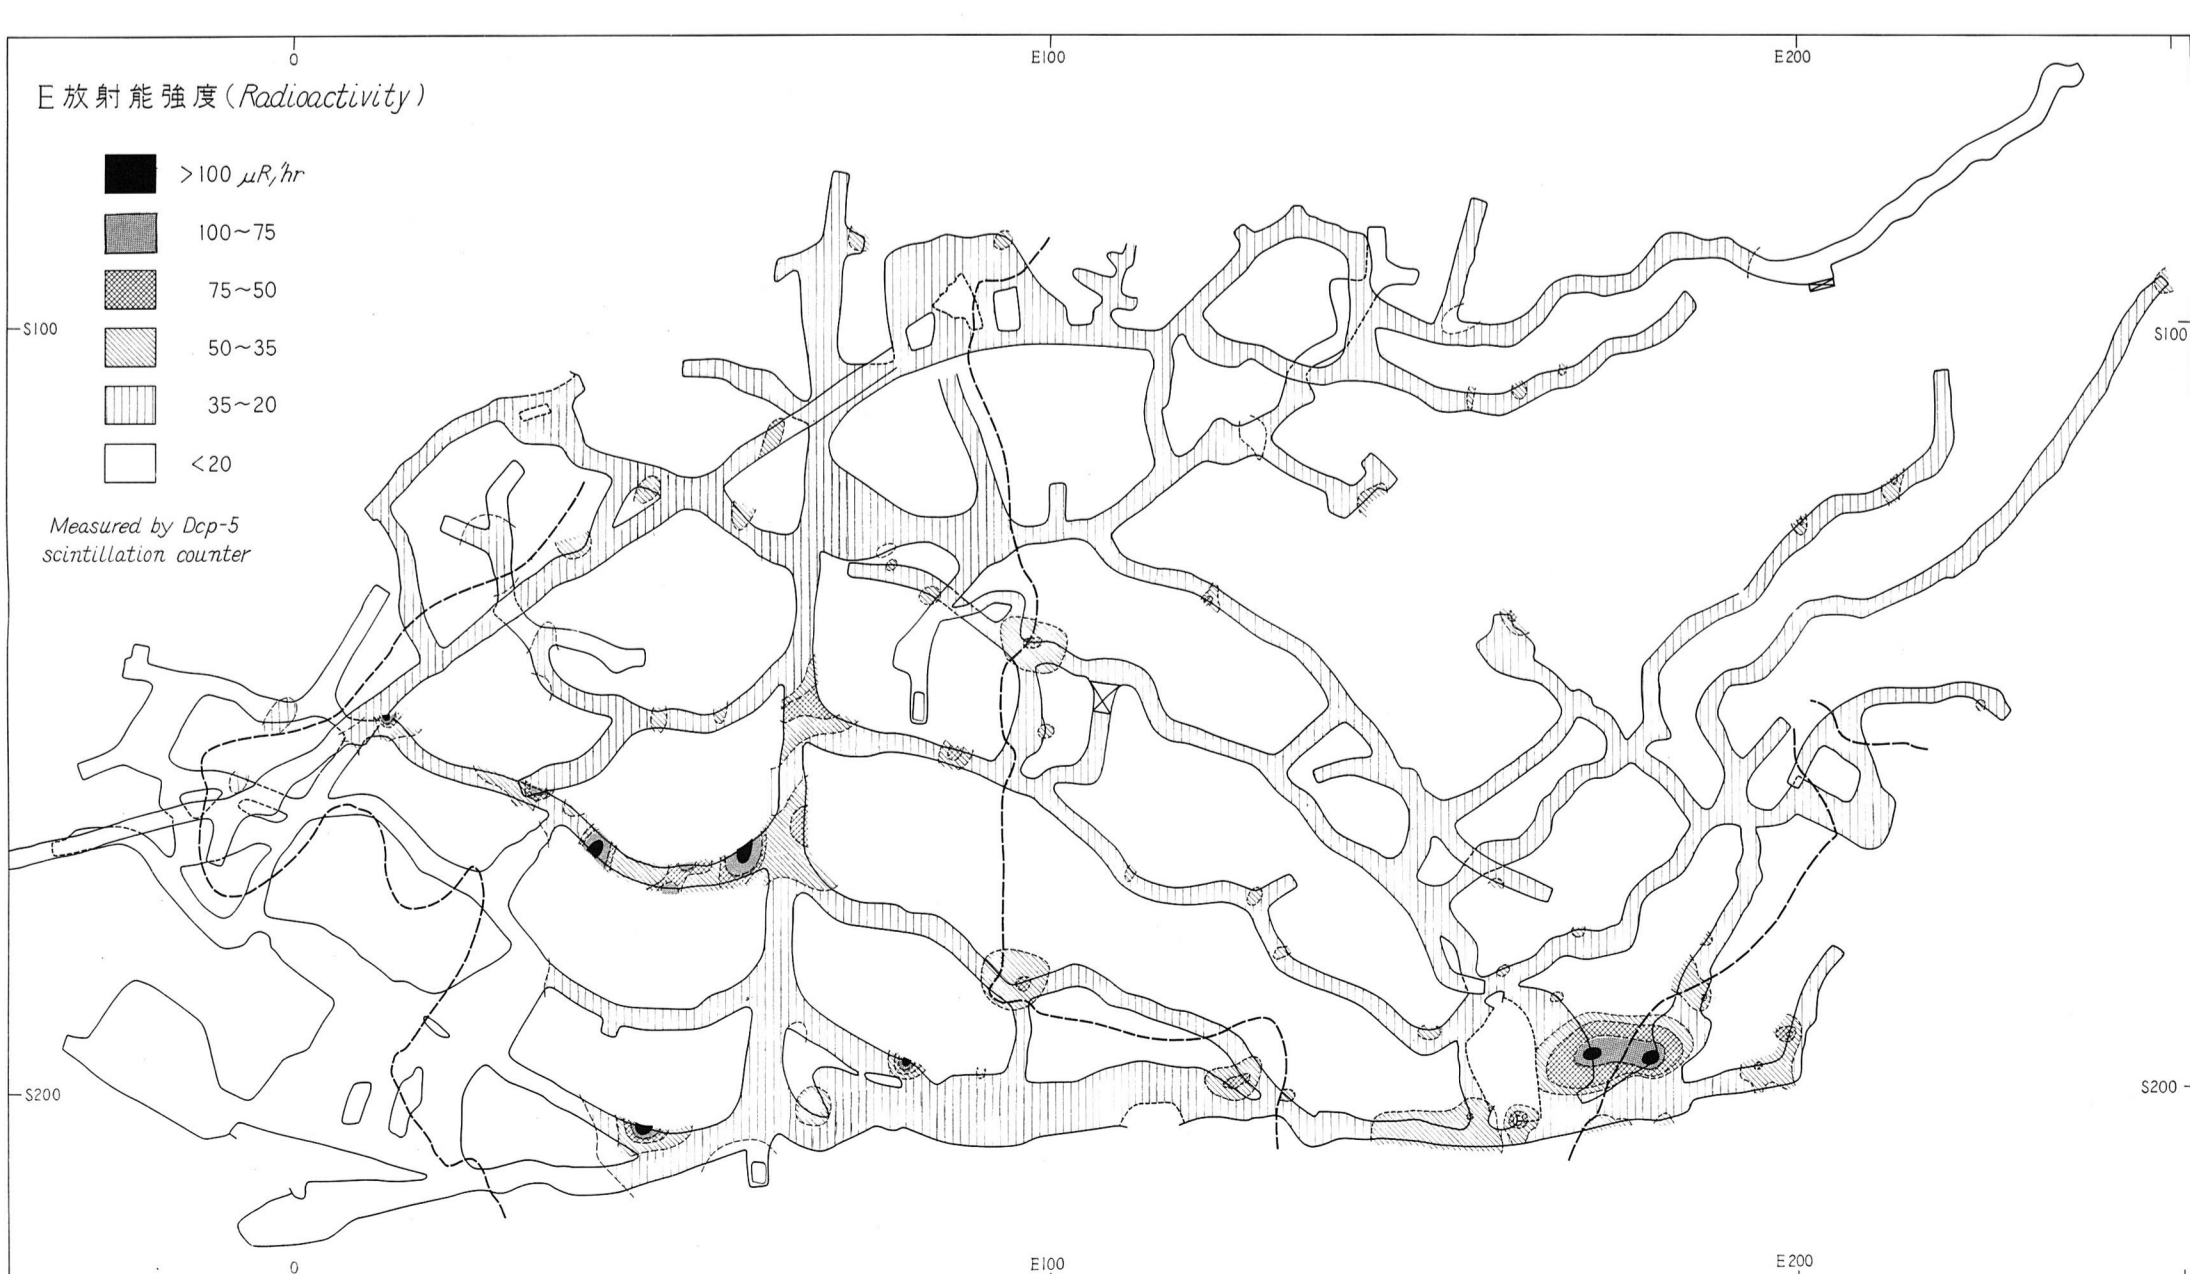 0 E100 E200
E放射能強度(Radioactivity)
>100 μR/hr
100~75
75~50
50~35
35~20
<20
Measured by Dcp-5
scintillation counter
S100 S100
S200 S200
0 E100 E200